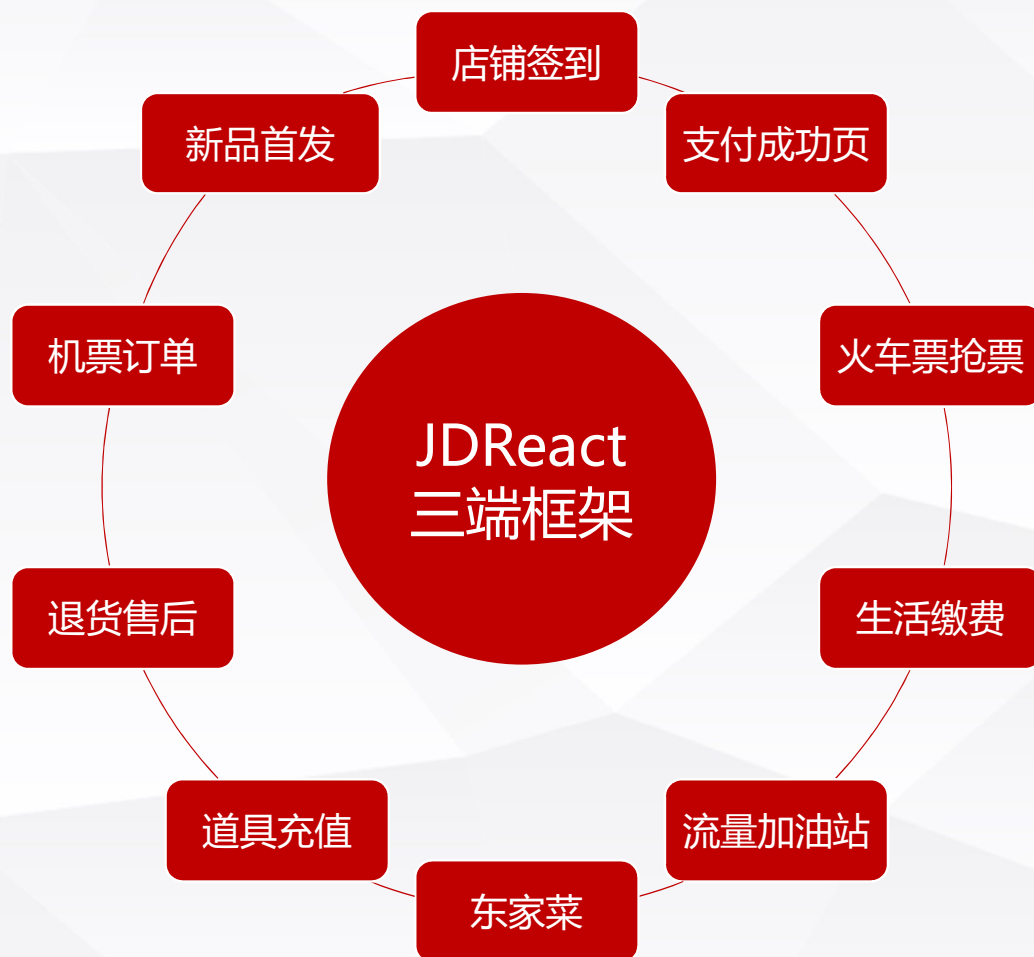 店铺签到
新品首发
支付成功页
机票订单
火车票抢票
JDReact
三端框架
退货售后
生活缴费
道具充值
流量加油站
东家菜